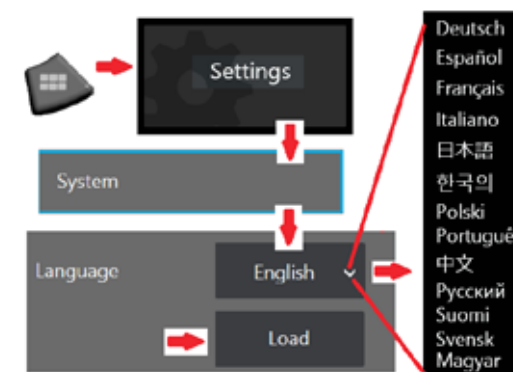 Settings
System
Language
English
Load
Deutsch
Español
Français
Italiano
日本語
한국의
Polski
Portugué
中文
Русский
Suomi
Svensk
Magyar